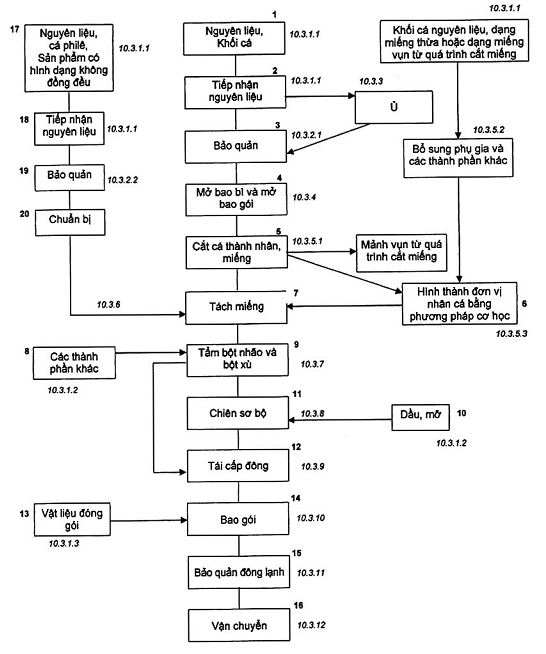 17
Nguyên liệu,
cá philê,
Sản phẩm có
hình dạng không
đồng đều
10.3.1.1
18
Tiếp nhận
nguyên liệu
10.3.1.1
19
Bảo quản
10.3.2.2
20
Chuẩn bị
10.3.6
1
Nguyên liệu,
Khối cá
10.3.1.1
2
Tiếp nhận
nguyên liệu
10.3.1.1
10.3.3
Ủ
3
Bảo quản
10.3.2.1
4
Mở bao bì và mở
bao gói
10.3.4
5
Cắt cá thành nhân,
miếng
10.3.5.1
Mảnh vụn từ quá
trình cắt miếng
10.3.1.1
Khối cá nguyên liệu, dạng
miếng thừa hoặc dạng miếng
vụn từ quá trình cắt miếng
10.3.5.2
Bổ sung phụ gia và
các thành phần khác
Hình thành đơn vị
nhân cá bằng
phương pháp cơ học
6
10.3.5.3
7
Tách miếng
8
Các thành
phần khác
10.3.1.2
9
Tẩm bột nhão và
bột xù
10.3.7
11
Chiên sơ bộ
10.3.8
Dầu, mỡ
10
10.3.1.2
12
Tái cấp đông
10.3.9
13
Vật liệu đóng
gói
10.3.1.3
14
Bao gói
10.3.10
15
Bảo quản đông lạnh
10.3.11
16
Vận chuyển
10.3.12